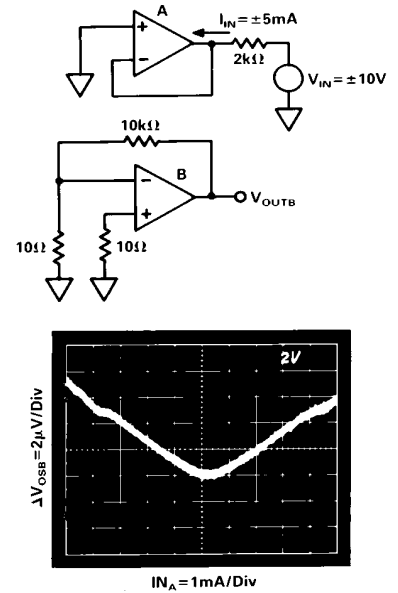 A
I_IN = ±5mA
+
−
2kΩ
V_IN = ±10V
10kΩ
B
−
+
V_OUTB
10Ω
10Ω
2V
ΔV_OSB = 2μV/Div
IN_A = 1mA/Div